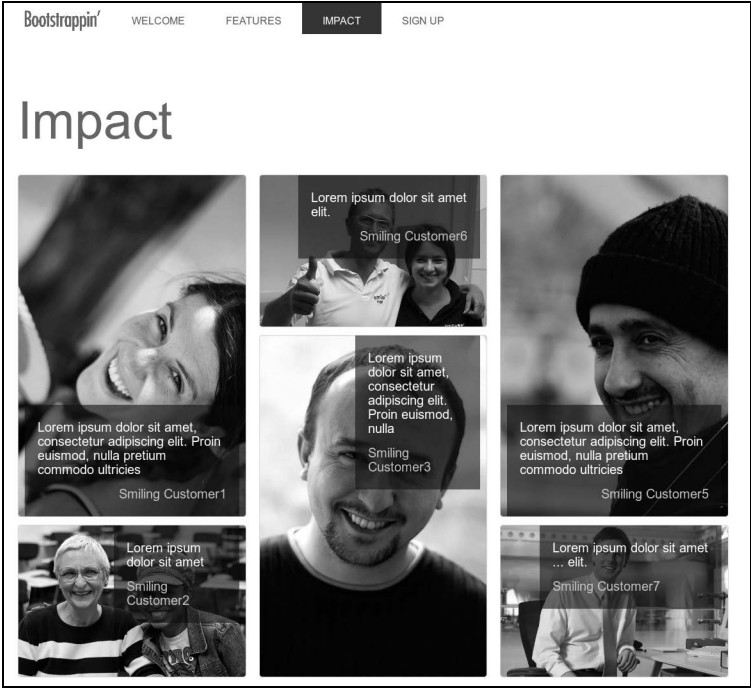 Bootstrappin’ WELCOME FEATURES IMPACT SIGN UP
Impact
Lorem ipsum dolor sit amet,
consectetur adipiscing elit. Proin
euismod, nulla pretium
commodo ultricies
Smiling Customer1
Lorem ipsum
dolor sit amet
Smiling
Customer2
Lorem ipsum dolor sit amet
elit.
Smiling Customer6
Lorem ipsum
dolor sit amet,
consectetur
adipiscing elit.
Proin euismod,
nulla
Smiling
Customer3
Lorem ipsum dolor sit amet,
consectetur adipiscing elit. Proin
euismod, nulla pretium
commodo ultricies
Smiling Customer5
Lorem ipsum dolor sit amet
... elit.
Smiling Customer7